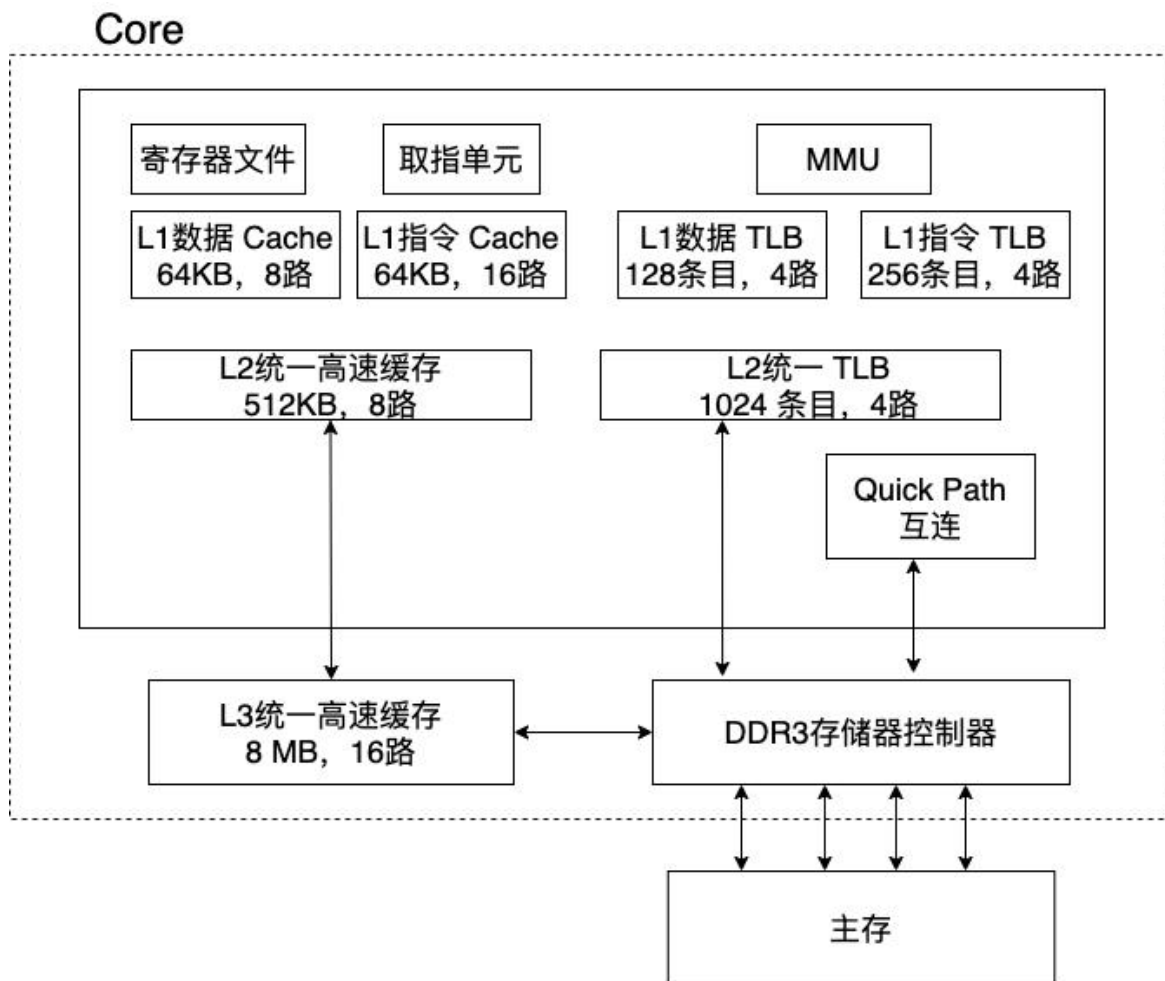 Core
寄存器文件
取指单元
MMU
L1数据 Cache
64KB，8路
L1指令 Cache
64KB，16路
L1数据 TLB
128条目，4路
L1指令 TLB
256条目，4路
L2统一高速缓存
512KB，8路
L2统一 TLB
1024 条目，4路
Quick Path
互连
L3统一高速缓存
8 MB，16路
DDR3存储器控制器
主存